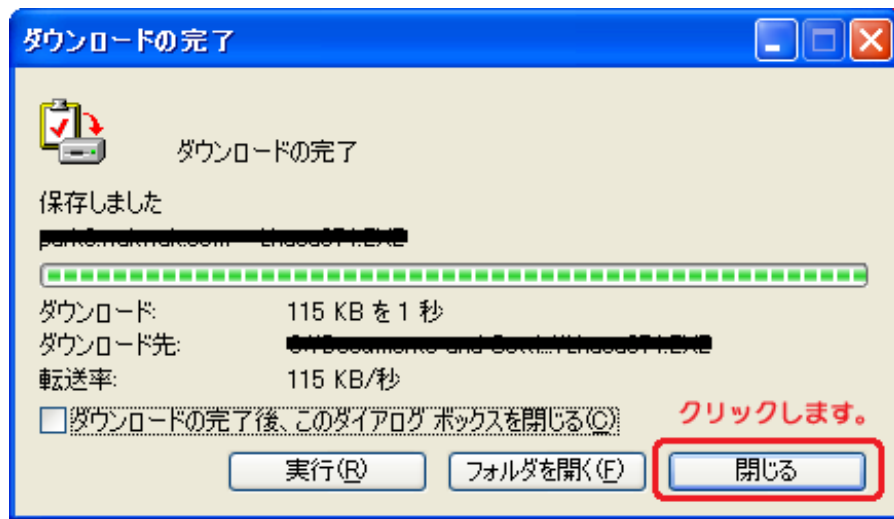 ダウンロードの完了
ダウンロードの完了
保存しました
ダウンロード: 115 KB を 1 秒
ダウンロード先:
転送率: 115 KB/秒
ダウンロードの完了後、このダイアログ ボックスを閉じる(C)
クリックします。
実行(R) フォルダを開く(F) 閉じる